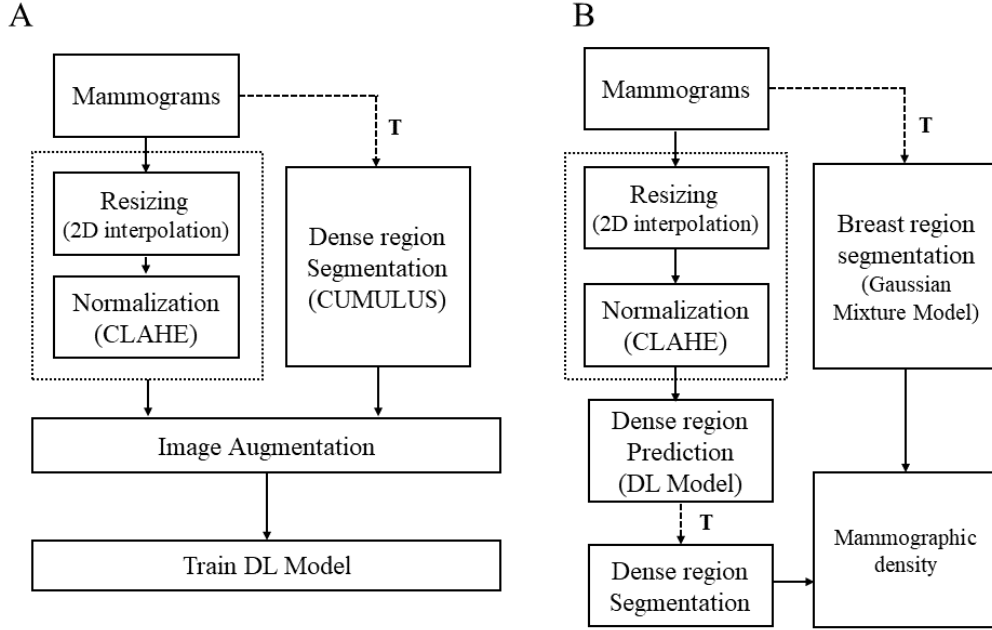 A
Mammograms
T
Resizing
(2D interpolation)
Normalization
(CLAHE)
Dense region
Segmentation
(CUMULUS)
Image Augmentation
Train DL Model
B
Mammograms
T
Resizing
(2D interpolation)
Normalization
(CLAHE)
Breast region
segmentation
(Gaussian
Mixture Model)
Dense region
Prediction
(DL Model)
T
Dense region
Segmentation
Mammographic
density